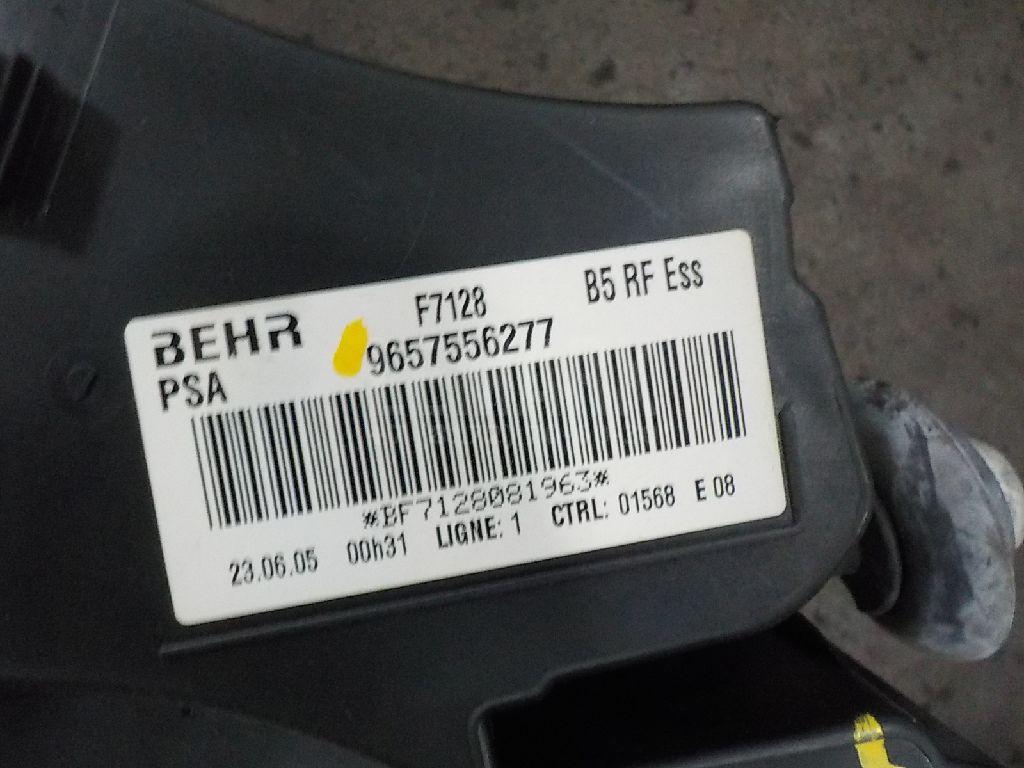 BEHR F7128 B5 RF Ess
PSA 9657556277
*BF7128081963*
23.06.05 00h31 LIGNE: 1 CTRL: 01568 E 08